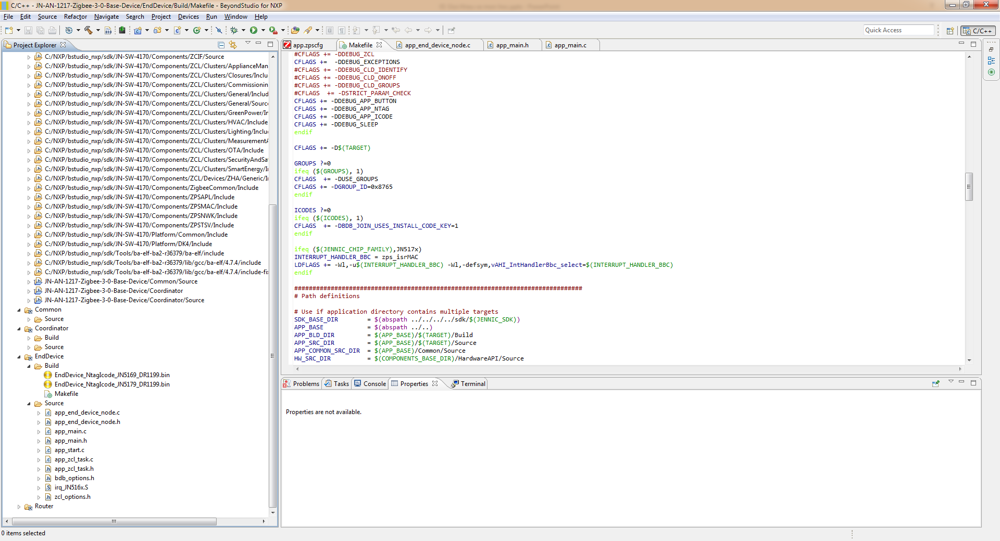 C/C++ - JN-AN-1217-Zigbee-3-0-Base-Device/EndDevice/Build/Makefile - BeyondStudio for NXP
File Edit Source Refactor Navigate Search Project Devices Run Window Help
Quick Access
C/C++
Project Explorer
C:/NXP/bstudio_nxp/sdk/JN-SW-4170/Components/ZCIF/Source
C:/NXP/bstudio_nxp/sdk/JN-SW-4170/Components/ZCL/Clusters/ApplianceMan
C:/NXP/bstudio_nxp/sdk/JN-SW-4170/Components/ZCL/Clusters/Closures/Inclu
C:/NXP/bstudio_nxp/sdk/JN-SW-4170/Components/ZCL/Clusters/Commissionin
C:/NXP/bstudio_nxp/sdk/JN-SW-4170/Components/ZCL/Clusters/General/Includ
C:/NXP/bstudio_nxp/sdk/JN-SW-4170/Components/ZCL/Clusters/General/Source
C:/NXP/bstudio_nxp/sdk/JN-SW-4170/Components/ZCL/Clusters/GreenPower/In
C:/NXP/bstudio_nxp/sdk/JN-SW-4170/Components/ZCL/Clusters/HVAC/Include
C:/NXP/bstudio_nxp/sdk/JN-SW-4170/Components/ZCL/Clusters/Lighting/Inclu
C:/NXP/bstudio_nxp/sdk/JN-SW-4170/Components/ZCL/Clusters/MeasurementA
C:/NXP/bstudio_nxp/sdk/JN-SW-4170/Components/ZCL/Clusters/OTA/Include
C:/NXP/bstudio_nxp/sdk/JN-SW-4170/Components/ZCL/Clusters/SecurityAndSa
C:/NXP/bstudio_nxp/sdk/JN-SW-4170/Components/ZCL/Clusters/SmartEnergy/I
C:/NXP/bstudio_nxp/sdk/JN-SW-4170/Components/ZCL/Devices/ZHA/Generic/I
C:/NXP/bstudio_nxp/sdk/JN-SW-4170/Components/ZigbeeCommon/Include
C:/NXP/bstudio_nxp/sdk/JN-SW-4170/Components/ZPSAPL/Include
C:/NXP/bstudio_nxp/sdk/JN-SW-4170/Components/ZPSMAC/Include
C:/NXP/bstudio_nxp/sdk/JN-SW-4170/Components/ZPSNWK/Include
C:/NXP/bstudio_nxp/sdk/JN-SW-4170/Components/ZPSTSV/Include
C:/NXP/bstudio_nxp/sdk/JN-SW-4170/Platform/Common/Include
C:/NXP/bstudio_nxp/sdk/JN-SW-4170/Platform/DK4/Include
C:/NXP/bstudio_nxp/sdk/Tools/ba-elf-ba2-r36379/ba-elf/include
C:/NXP/bstudio_nxp/sdk/Tools/ba-elf-ba2-r36379/lib/gcc/ba-elf/4.7.4/include
C:/NXP/bstudio_nxp/sdk/Tools/ba-elf-ba2-r36379/lib/gcc/ba-elf/4.7.4/include-fi
JN-AN-1217-Zigbee-3-0-Base-Device/Common/Source
JN-AN-1217-Zigbee-3-0-Base-Device/Coordinator
JN-AN-1217-Zigbee-3-0-Base-Device/Coordinator/Source
Common
Source
Coordinator
Build
Source
EndDevice
Build
EndDevice_NtagIcode_JN5169_DR1199.bin
EndDevice_NtagIcode_JN5179_DR1199.bin
Makefile
Source
app_end_device_node.c
app_end_device_node.h
app_main.c
app_main.h
app_start.c
app_zcl_task.c
app_zcl_task.h
bdb_options.h
irq_JN516x.S
zcl_options.h
Router
0 items selected
app.zpscfg Makefile app_end_device_node.c app_main.h app_main.c
#CFLAGS += -DDEBUG_ZCL
CFLAGS +=  -DDEBUG_EXCEPTIONS
#CFLAGS += -DDEBUG_CLD_IDENTIFY
#CFLAGS += -DDEBUG_CLD_ONOFF
#CFLAGS += -DDEBUG_CLD_GROUPS
#CFLAGS  += -DSTRICT_PARAM_CHECK
CFLAGS += -DDEBUG_APP_BUTTON
CFLAGS += -DDEBUG_APP_NTAG
CFLAGS += -DDEBUG_APP_ICODE
CFLAGS += -DDEBUG_SLEEP
endif
CFLAGS += -D$(TARGET)
GROUPS ?=0
ifeq ($(GROUPS), 1)
CFLAGS  += -DUSE_GROUPS
CFLAGS += -DGROUP_ID=0x8765
endif
ICODES ?=0
ifeq ($(ICODES), 1)
CFLAGS  += -DBDB_JOIN_USES_INSTALL_CODE_KEY=1
endif
ifeq ($(JENNIC_CHIP_FAMILY),JN517x)
INTERRUPT_HANDLER_BBC = zps_isrMAC
LDFLAGS += -Wl,-u$(INTERRUPT_HANDLER_BBC) -Wl,-defsym,vAHI_IntHandlerBbc_select=$(INTERRUPT_HANDLER_BBC)
endif
###############################################################################
# Path definitions
# Use if application directory contains multiple targets
SDK_BASE_DIR        = $(abspath ../../../../sdk/$(JENNIC_SDK))
APP_BASE            = $(abspath ../..)
APP_BLD_DIR         = $(APP_BASE)/$(TARGET)/Build
APP_SRC_DIR         = $(APP_BASE)/$(TARGET)/Source
APP_COMMON_SRC_DIR  = $(APP_BASE)/Common/Source
HW_SRC_DIR          = $(COMPONENTS_BASE_DIR)/HardwareAPI/Source
Problems Tasks Console Properties Terminal
Properties are not available.